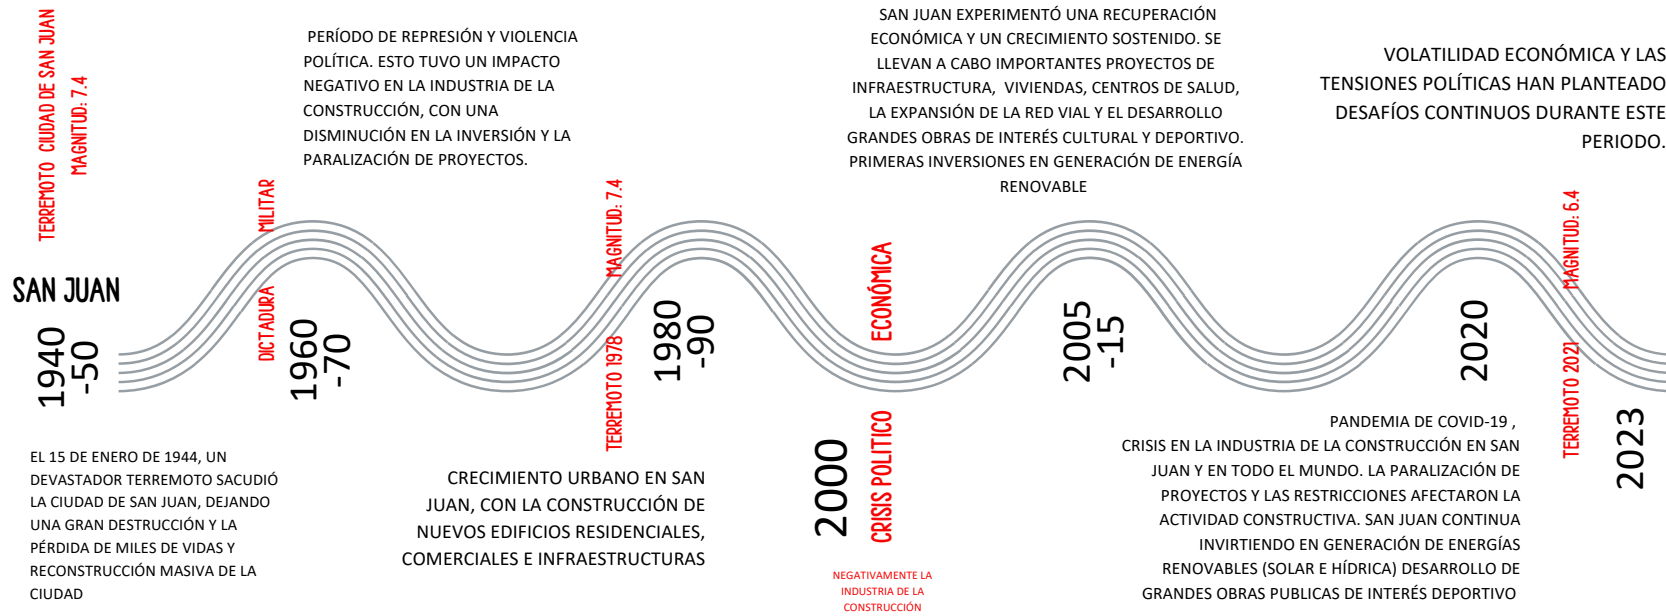 TERREMOTO CIUDAD DE SAN JUAN
MAGNITUD: 7.4
SAN JUAN
1940
-50
EL 15 DE ENERO DE 1944, UN
DEVASTADOR TERREMOTO SACUDIÓ
LA CIUDAD DE SAN JUAN, DEJANDO
UNA GRAN DESTRUCCIÓN Y LA
PÉRDIDA DE MILES DE VIDAS Y
RECONSTRUCCIÓN MASIVA DE LA
CIUDAD
PERÍODO DE REPRESIÓN Y VIOLENCIA
POLÍTICA. ESTO TUVO UN IMPACTO
NEGATIVO EN LA INDUSTRIA DE LA
CONSTRUCCIÓN, CON UNA
DISMINUCIÓN EN LA INVERSIÓN Y LA
PARALIZACIÓN DE PROYECTOS.
DICTADURA MILITAR
1960
-70
TERREMOTO 1978 MAGNITUD: 7.4
CRECIMIENTO URBANO EN SAN
JUAN, CON LA CONSTRUCCIÓN DE
NUEVOS EDIFICIOS RESIDENCIALES,
COMERCIALES E INFRAESTRUCTURAS
1980
-90
2000
CRISIS POLITICO ECONÓMICA
NEGATIVAMENTE LA
INDUSTRIA DE LA
CONSTRUCCIÓN
SAN JUAN EXPERIMENTÓ UNA RECUPERACIÓN
ECONÓMICA Y UN CRECIMIENTO SOSTENIDO. SE
LLEVAN A CABO IMPORTANTES PROYECTOS DE
INFRAESTRUCTURA, VIVIENDAS, CENTROS DE SALUD,
LA EXPANSIÓN DE LA RED VIAL Y EL DESARROLLO
GRANDES OBRAS DE INTERÉS CULTURAL Y DEPORTIVO.
PRIMERAS INVERSIONES EN GENERACIÓN DE ENERGÍA
RENOVABLE
2005
-15
PANDEMIA DE COVID-19 ,
CRISIS EN LA INDUSTRIA DE LA CONSTRUCCIÓN EN SAN
JUAN Y EN TODO EL MUNDO. LA PARALIZACIÓN DE
PROYECTOS Y LAS RESTRICCIONES AFECTARON LA
ACTIVIDAD CONSTRUCTIVA. SAN JUAN CONTINUA
INVIRTIENDO EN GENERACIÓN DE ENERGÍAS
RENOVABLES (SOLAR E HÍDRICA) DESARROLLO DE
GRANDES OBRAS PUBLICAS DE INTERÉS DEPORTIVO
2020
VOLATILIDAD ECONÓMICA Y LAS
TENSIONES POLÍTICAS HAN PLANTEADO
DESAFÍOS CONTINUOS DURANTE ESTE
PERIODO.
TERREMOTO 2021 MAGNITUD: 6.4
2023